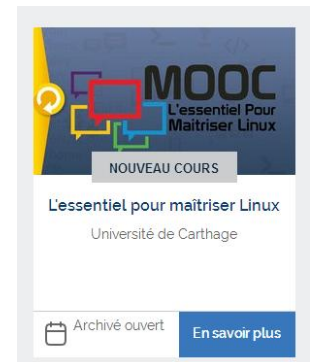 MOOC
L'essentiel Pour
Maitriser Linux
NOUVEAU COURS
L'essentiel pour maîtriser Linux
Université de Carthage
Archivé ouvert
En savoir plus